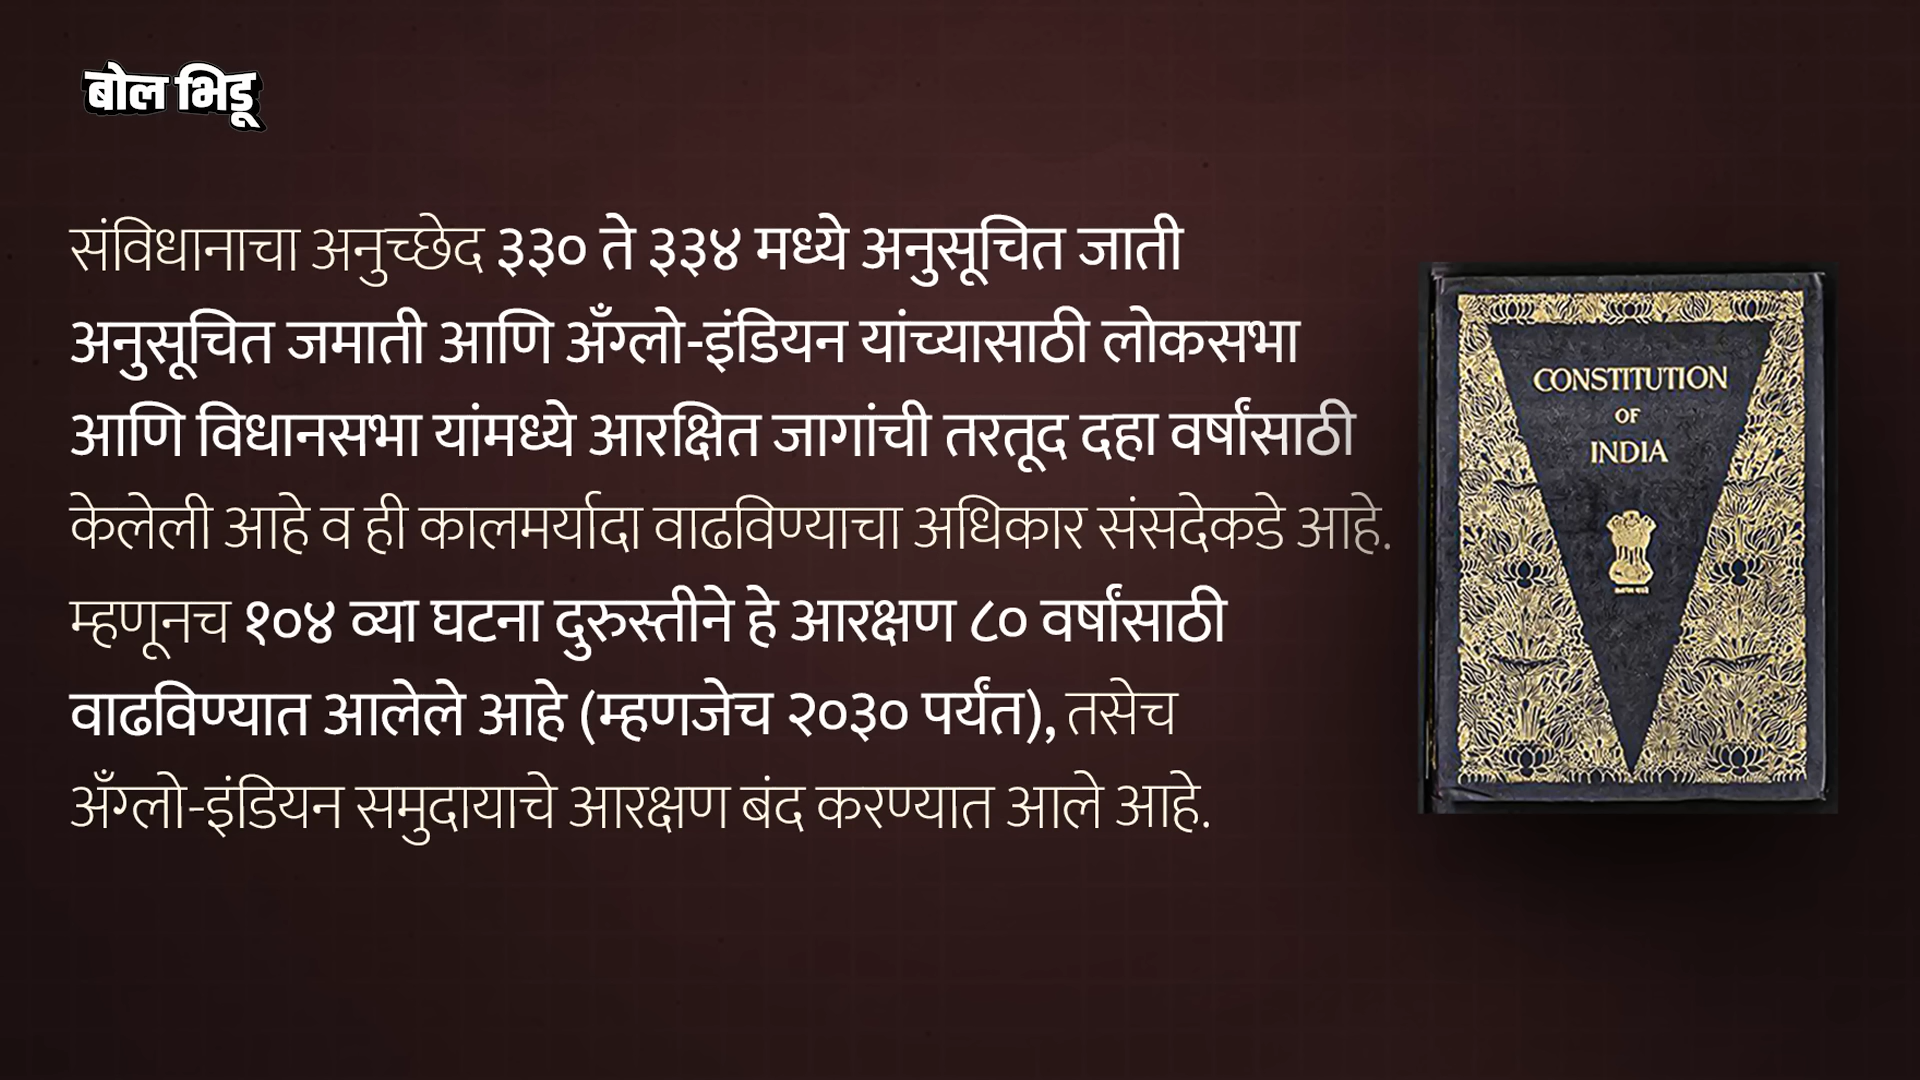 बोल भिडू
संविधानाचा अनुच्छेद ३३० ते ३३४ मध्ये अनुसूचित जाती
अनुसूचित जमाती आणि अँग्लो-इंडियन यांच्यासाठी लोकसभा
आणि विधानसभा यांमध्ये आरक्षित जागांची तरतूद दहा वर्षांसाठी
केलेली आहे व ही कालमर्यादा वाढविण्याचा अधिकार संसदेकडे आहे.
म्हणूनच १०४ व्या घटना दुरुस्तीने हे आरक्षण ८० वर्षांसाठी
वाढविण्यात आलेले आहे (म्हणजेच २०३० पर्यंत), तसेच
अँग्लो-इंडियन समुदायाचे आरक्षण बंद करण्यात आले आहे.
CONSTITUTION
OF
INDIA